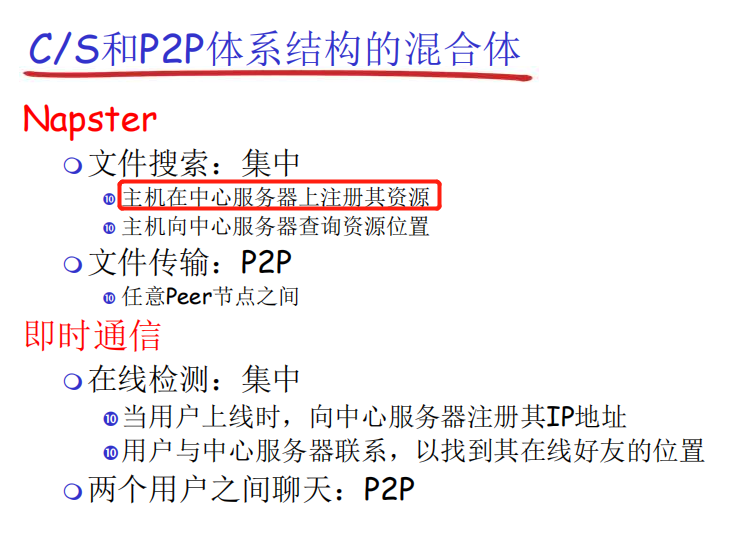 C/S和P2P体系结构的混合体
Napster
文件搜索：集中
主机在中心服务器上注册其资源
主机向中心服务器查询资源位置
文件传输：P2P
任意Peer节点之间
即时通信
在线检测：集中
当用户上线时，向中心服务器注册其IP地址
用户与中心服务器联系，以找到其在线好友的位置
两个用户之间聊天：P2P